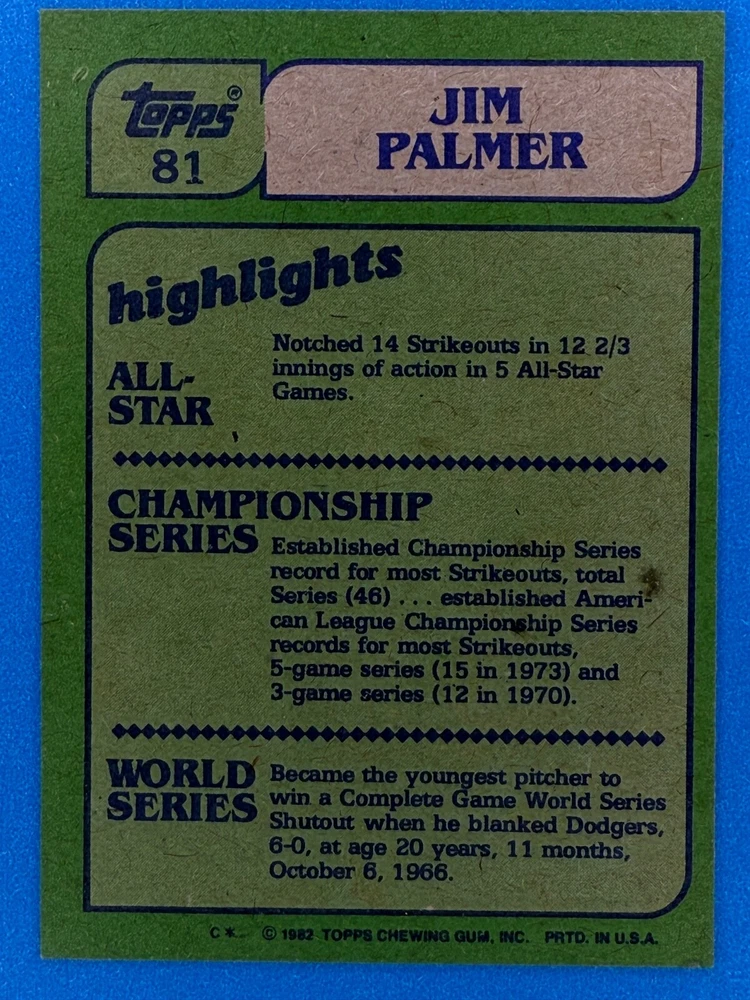 topps®
81
JIM
PALMER
highlights
ALL-
STAR
Notched 14 Strikeouts in 12 2/3
innings of action in 5 All-Star
Games.
CHAMPIONSHIP
SERIES
Established Championship Series
record for most Strikeouts, total
Series (46) . . . established Ameri-
can League Championship Series
records for most Strikeouts,
5-game series (15 in 1973) and
3-game series (12 in 1970).
WORLD
SERIES
Became the youngest pitcher to
win a Complete Game World Series
Shutout when he blanked Dodgers,
6-0, at age 20 years, 11 months,
October 6, 1966.
C * © 1982 TOPPS CHEWING GUM, INC. PRTD. IN U.S.A.